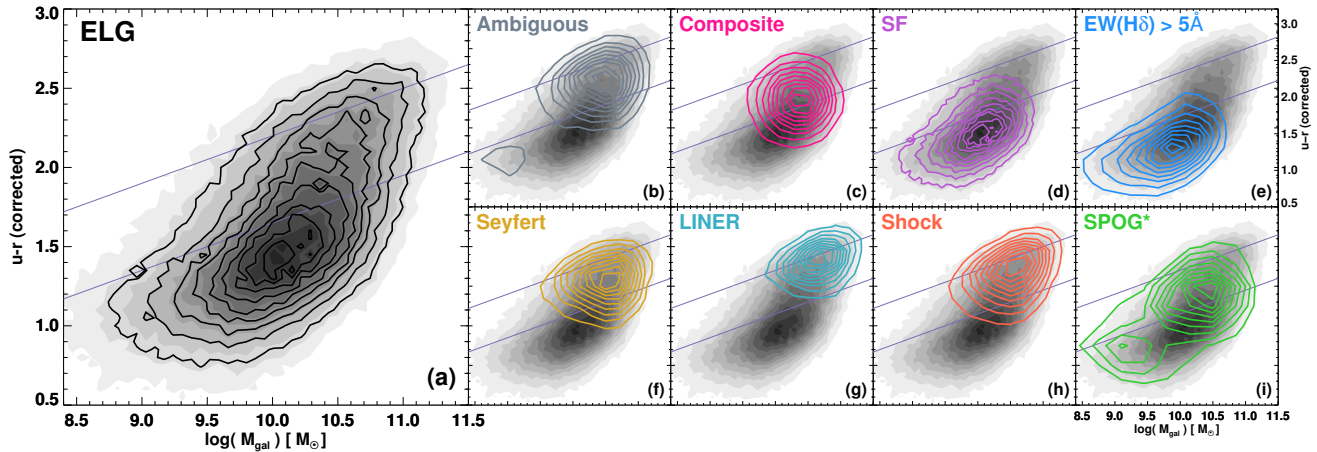 ELG
Ambiguous
Composite
SF
EW(Hδ) > 5Å
3.0
2.5
2.0
1.5
1.0
0.5
u-r (corrected)
(a)
(b)
(c)
(d)
(e)
3.0
2.5
2.0
1.5
1.0
0.5
u-r (corrected)
Seyfert
LINER
Shock
SPOG*
(f)
(g)
(h)
(i)
8.5 9.0 9.5 10.0 10.5 11.0 11.5
log( M_gal ) [ M_☉ ]
8.5 9.0 9.5 10.0 10.5 11.0 11.5
log( M_gal ) [ M_☉ ]